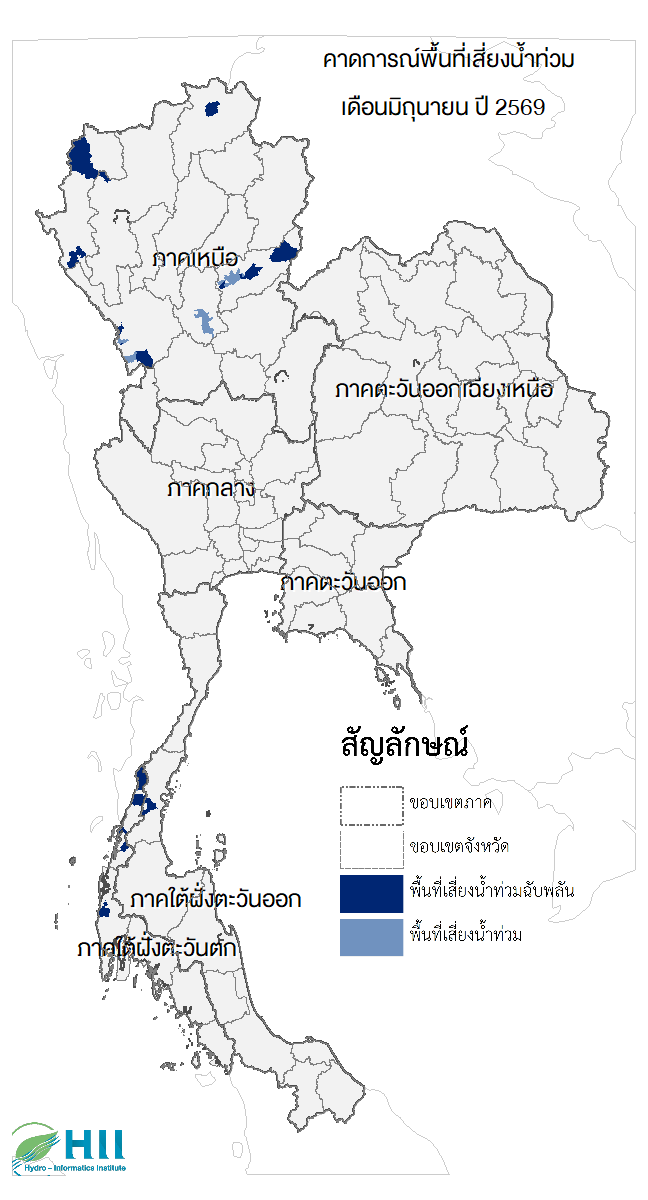 คาดการณ์พื้นที่เสี่ยงน้ำท่วม
เดือนมิถุนายน ปี 2569
ภาคเหนือ
ภาคตะวันออกเฉียงเหนือ
ภาคกลาง
ภาคตะวันออก
สัญลักษณ์
ขอบเขตภาค
ขอบเขตจังหวัด
พื้นที่เสี่ยงน้ำท่วมฉับพลัน
พื้นที่เสี่ยงน้ำท่วม
ภาคใต้ฝั่งตะวันออก
ภาคใต้ฝั่งตะวันตก
HII
Hydro – Informatics Institute